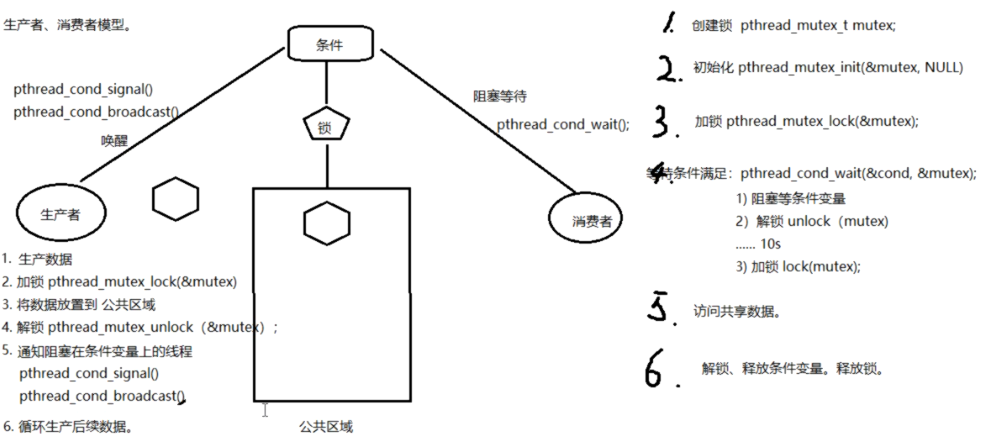 生产者、消费者模型。
条件
pthread_cond_signal()
pthread_cond_broadcast()
唤醒
阻塞等待
pthread_cond_wait();
锁
生产者
消费者
1. 生产数据
2. 加锁 pthread_mutex_lock(&mutex)
3. 将数据放置到 公共区域
4. 解锁 pthread_mutex_unlock（&mutex）;
5. 通知阻塞在条件变量上的线程
pthread_cond_signal()
pthread_cond_broadcast()
6. 循环生产后续数据。
公共区域
1. 创建锁 pthread_mutex_t mutex;
2. 初始化 pthread_mutex_init(&mutex, NULL)
3. 加锁 pthread_mutex_lock(&mutex);
4. 等待条件满足：pthread_cond_wait(&cond, &mutex);
1) 阻塞等条件变量
2）解锁 unlock（mutex)
...... 10s
3) 加锁 lock(mutex);
5. 访问共享数据。
6. 解锁、释放条件变量。释放锁。